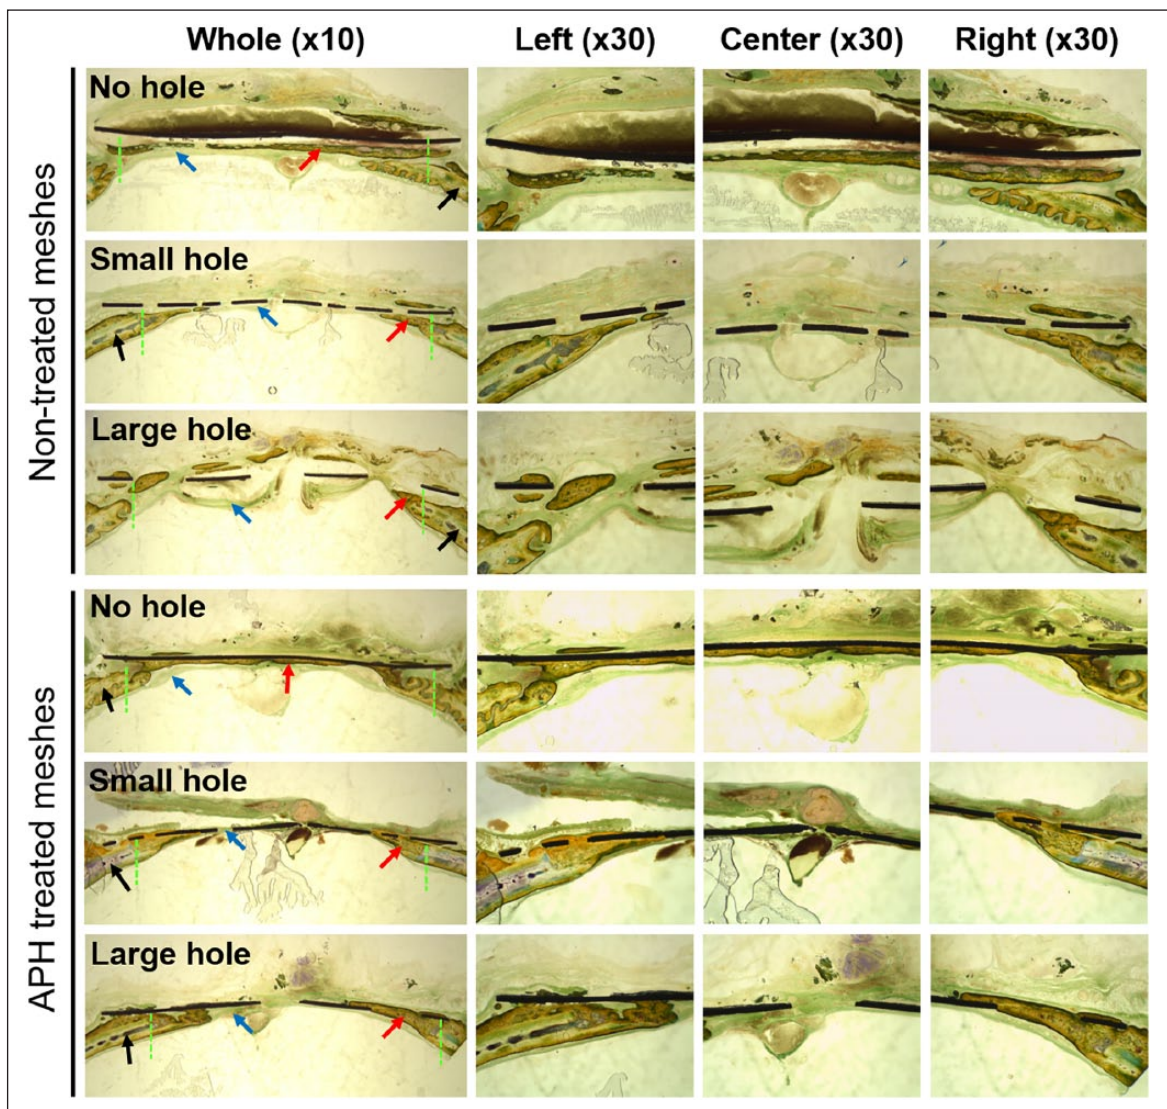 Whole (x10) Left (x30) Center (x30) Right (x30)
Non-treated meshes
No hole
Small hole
Large hole
APH treated meshes
No hole
Small hole
Large hole